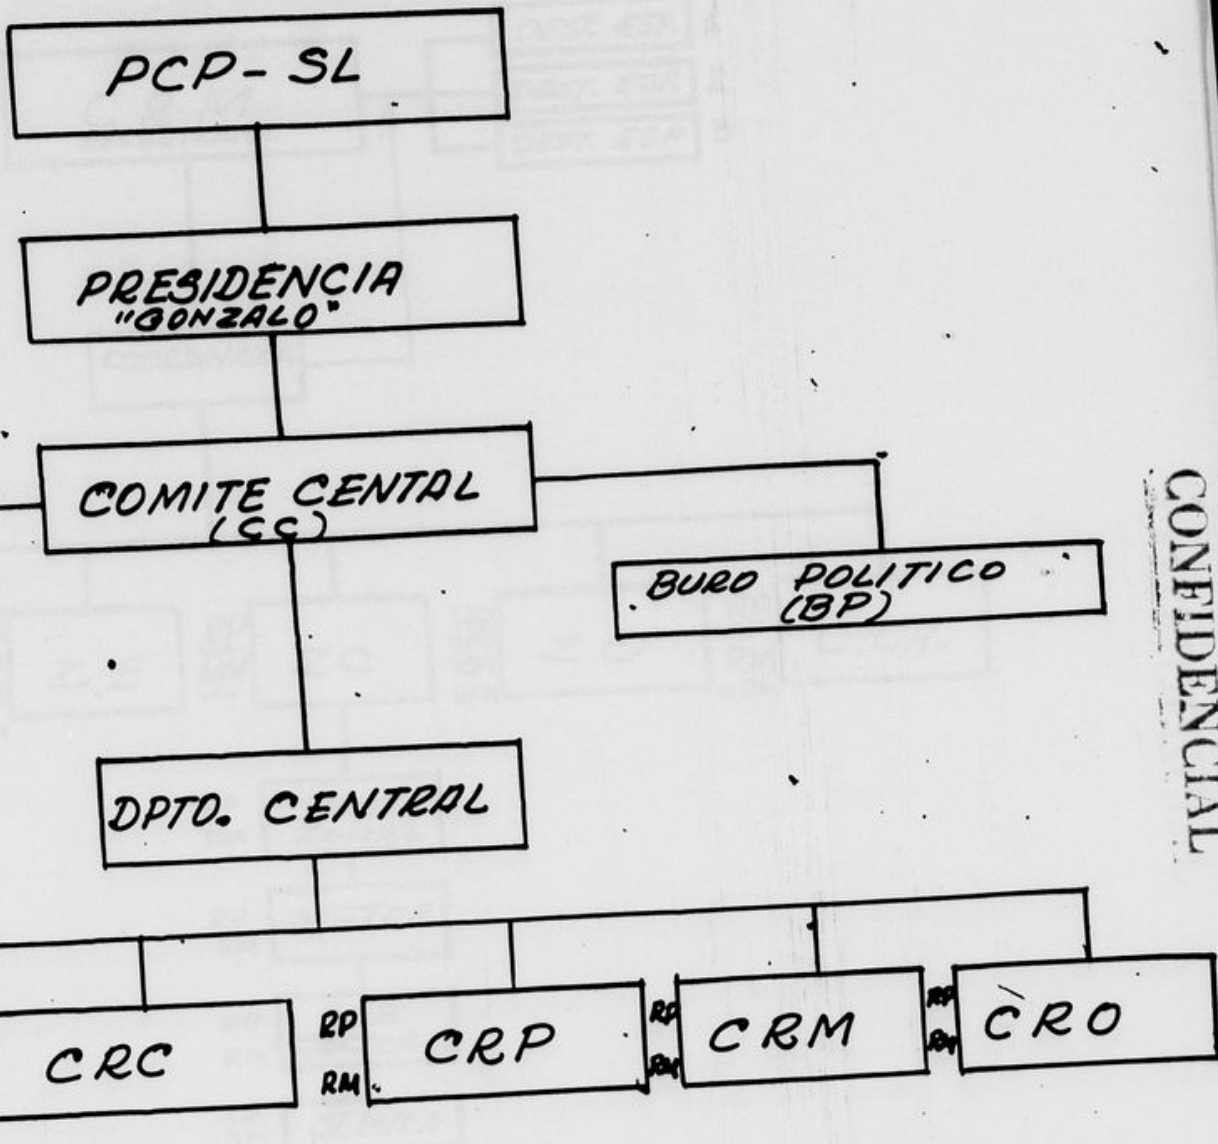 PCP-SL
PRESIDENCIA
"GONZALO"
COMITE CENTAL
(CC)
BURO POLITICO
(BP)
CONFIDENCIAL
DPTO. CENTRAL
CRC
RP
RM
CRP
RP
RM
CRM
RP
RM
CRO